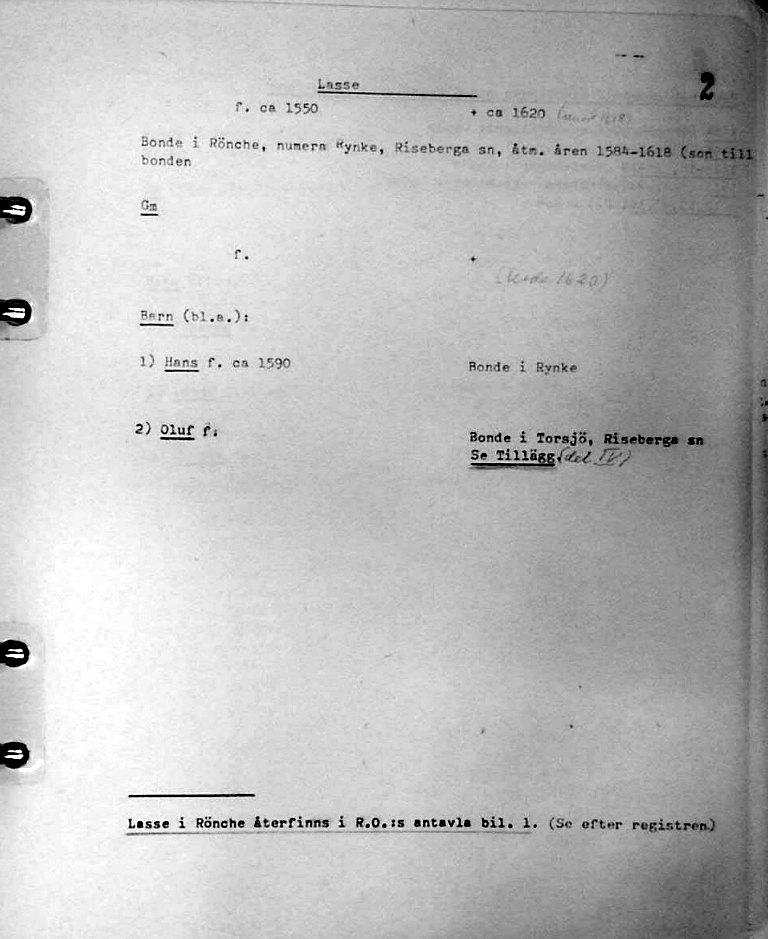 2
Lasse
f. ca 1550 + ca 1620
Bonde i Rönche, numera Rynke, Riseberga sn, åtm. åren 1584-1618 (son till
bonden
Gm
f. +
1620)
Barn (bl.a.):
1) Hans f. ca 1590 Bonde i Rynke
2) Oluf f. Bonde i Torsjö, Riseberga sn
Se Tillägg (del IV)
Lasse i Rönche återfinns i R.O.:s antavla bil. 1. (Se efter registren)